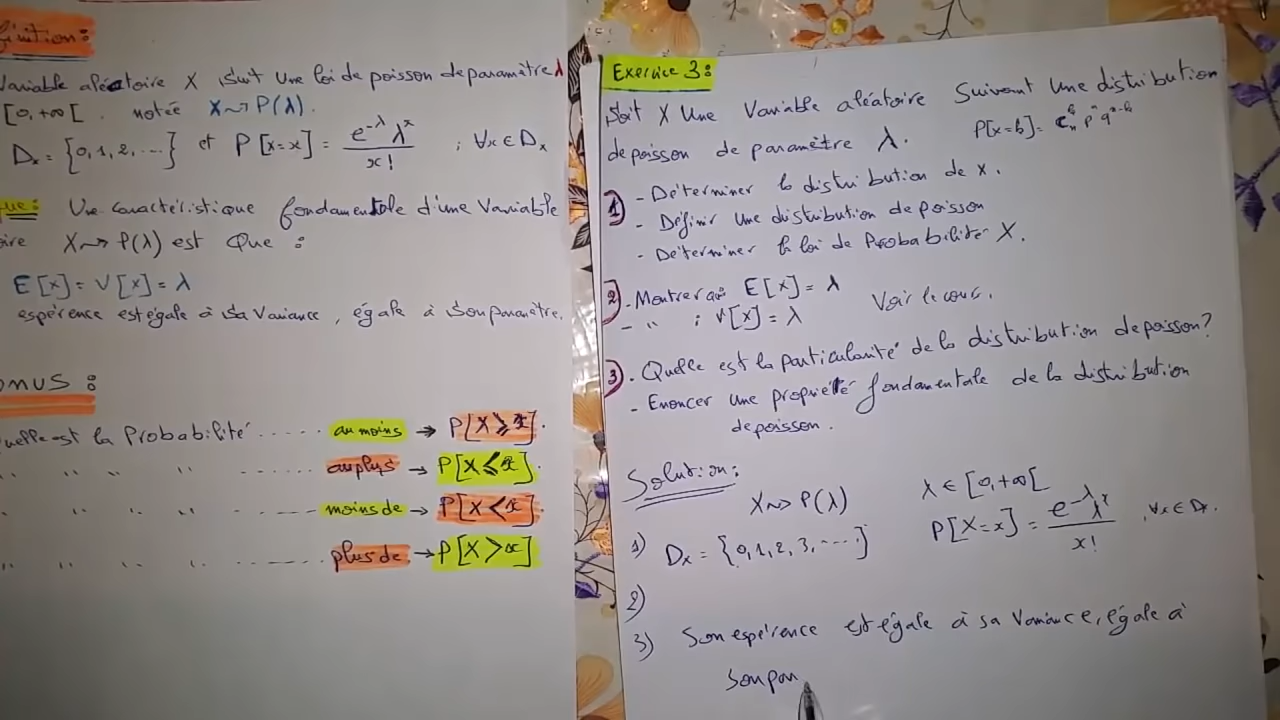 finition:
Variable aléatoire X suit une loi de poisson de paramètre λ
[0,+∞[ . notée X⇝P(λ).
Dx = {0,1,2,...} et P[X=x] = e^-λ λ^x / x! ; ∀x ∈ Dx
que: Une caractéristique fondamentale d'une variable
oire X⇝P(λ) est que :
E[x] = V[x] = λ
espérence est égale à sa variance, égale à son paramètre.
onus :
quelle est la Probabilité ..... au moins → P[X ≥ x].
" " " " ..... au plus → P[X ≤ x].
" " " " ..... moins de → P[X < x]
" " " " ..... plus de → P[X > x]
Exercice 3:
Soit X une variable aléatoire suivant une distribution
de poisson de paramètre λ. P[x=k] = C
1) - Déterminer la distribution de x.
- Définir une distribution de poisson
- Déterminer la loi de Probabilité X.
2) - Montrer que E[x] = λ
- " ; V[x] = λ Voir le cours.
3) - Quelle est la particularité de la distribution de poisson?
- Enoncer une propriété fondamentale de la distribution
de poisson.
Solution:
X⇝P(λ) λ ∈ [0,+∞[
1) Dx = {0,1,2,3,....} P[X=x] = e^-λ λ^x / x! , ∀x ∈ Dx.
2)
3) Son espérence est égale à sa variance, égale à
son par